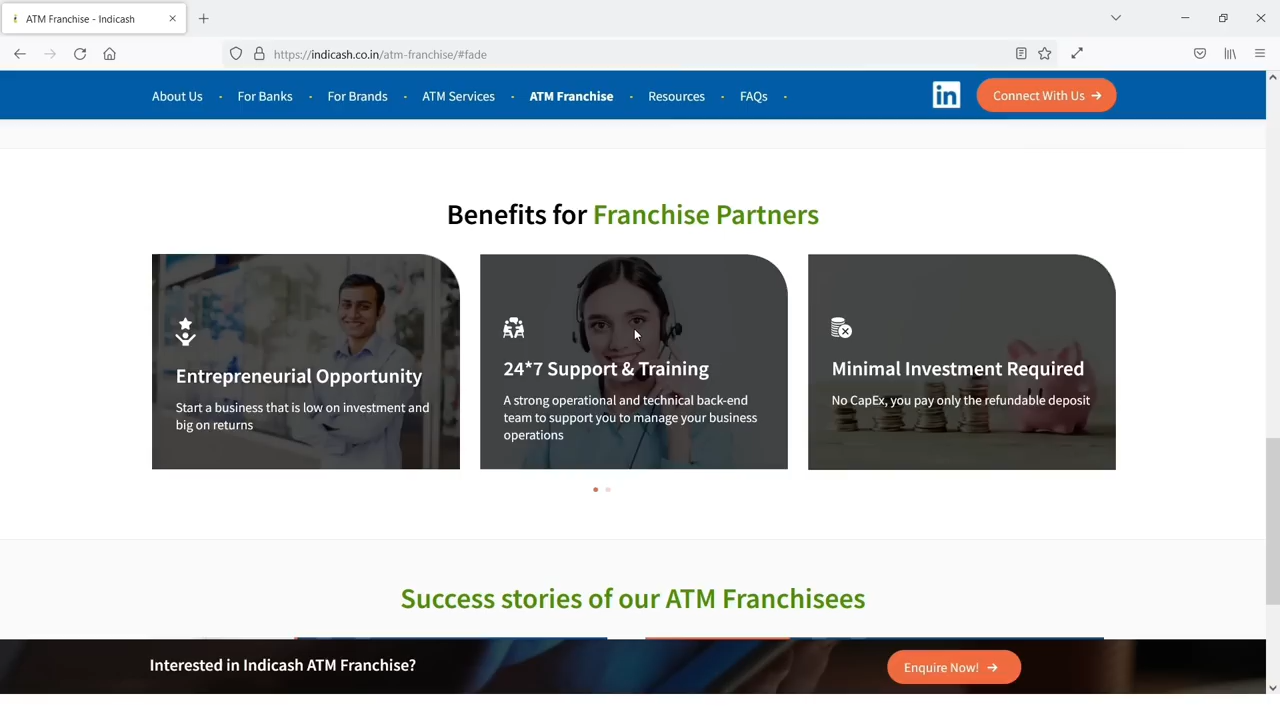 ATM Franchise - Indicash
https://indicash.co.in/atm-franchise/#fade
About Us
For Banks
For Brands
ATM Services
ATM Franchise
Resources
FAQs
in
Connect With Us
Benefits for Franchise Partners
Entrepreneurial Opportunity
Start a business that is low on investment and
big on returns
24*7 Support & Training
A strong operational and technical back-end
team to support you to manage your business
operations
Minimal Investment Required
No CapEx, you pay only the refundable deposit
Success stories of our ATM Franchisees
Interested in Indicash ATM Franchise?
Enquire Now!